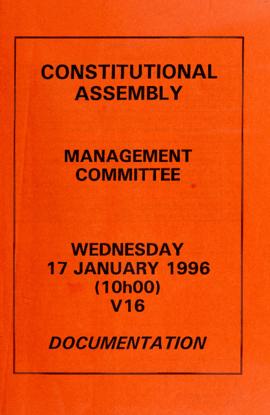 CONSTITUTIONAL
ASSEMBLY
MANAGEMENT
COMMITTEE
WEDNESDAY
17 JANUARY 1996
(10h00)
V16
DOCUMENTATION